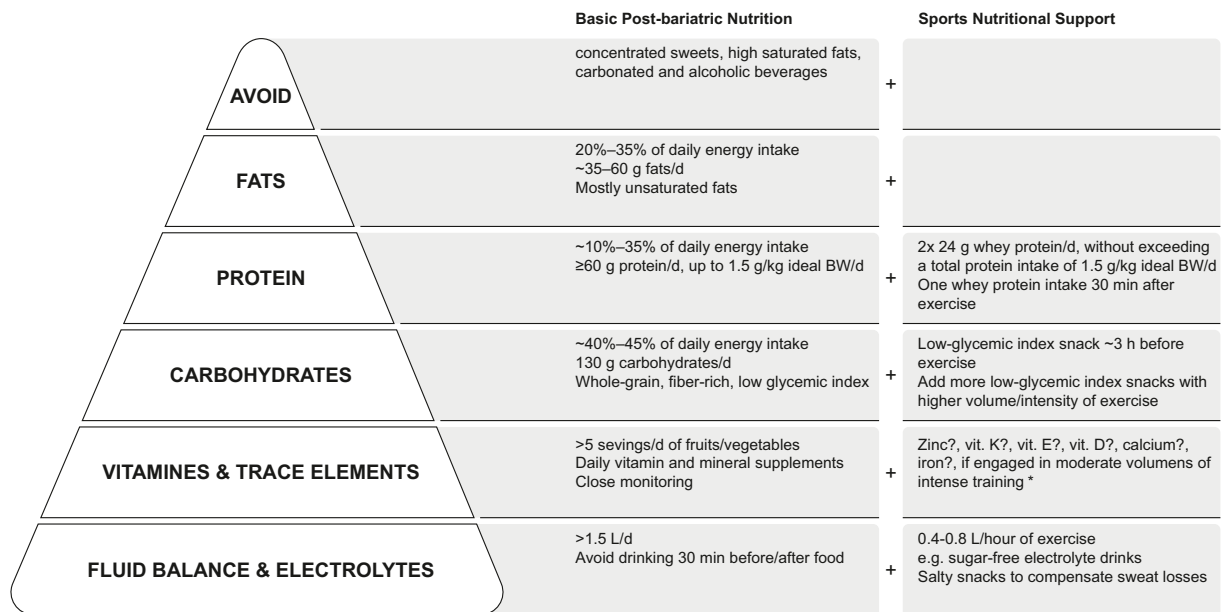 Basic Post-bariatric Nutrition
Sports Nutritional Support
AVOID
concentrated sweets, high saturated fats,
carbonated and alcoholic beverages
+
FATS
20%–35% of daily energy intake
~35–60 g fats/d
Mostly unsaturated fats
+
PROTEIN
~10%–35% of daily energy intake
≥60 g protein/d, up to 1.5 g/kg ideal BW/d
+
2x 24 g whey protein/d, without exceeding
a total protein intake of 1.5 g/kg ideal BW/d
One whey protein intake 30 min after
exercise
CARBOHYDRATES
~40%–45% of daily energy intake
130 g carbohydrates/d
Whole-grain, fiber-rich, low glycemic index
+
Low-glycemic index snack ~3 h before
exercise
Add more low-glycemic index snacks with
higher volume/intensity of exercise
VITAMINES & TRACE ELEMENTS
>5 sevings/d of fruits/vegetables
Daily vitamin and mineral supplements
Close monitoring
+
Zinc?, vit. K?, vit. E?, vit. D?, calcium?,
iron?, if engaged in moderate volumens of
intense training *
FLUID BALANCE & ELECTROLYTES
>1.5 L/d
Avoid drinking 30 min before/after food
+
0.4-0.8 L/hour of exercise
e.g. sugar-free electrolyte drinks
Salty snacks to compensate sweat losses